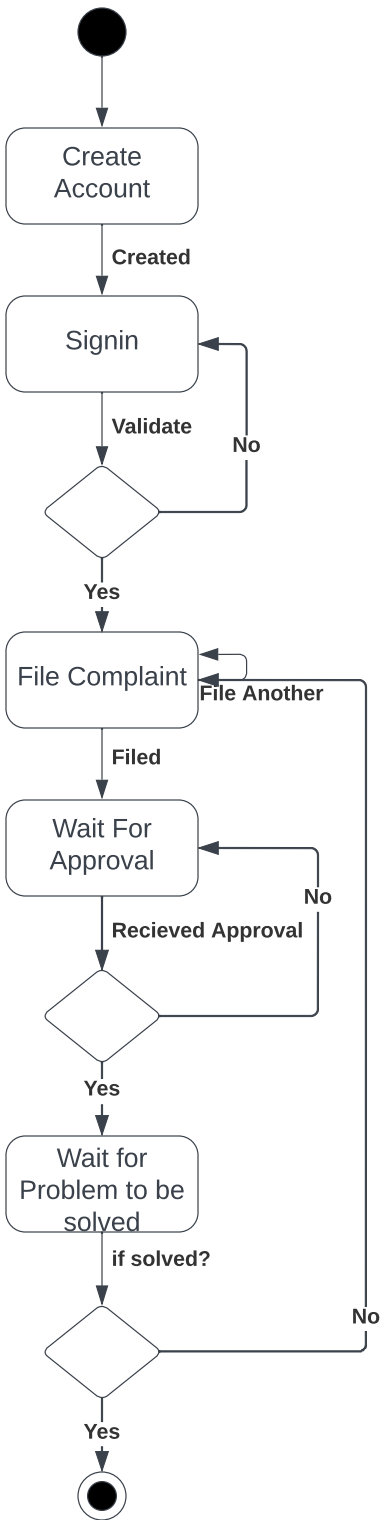 Create
Account
Created
Signin
Validate
No
Yes
File Complaint
File Another
Filed
Wait For
Approval
No
Recieved Approval
Yes
Wait for
Problem to be
solved
if solved?
No
Yes